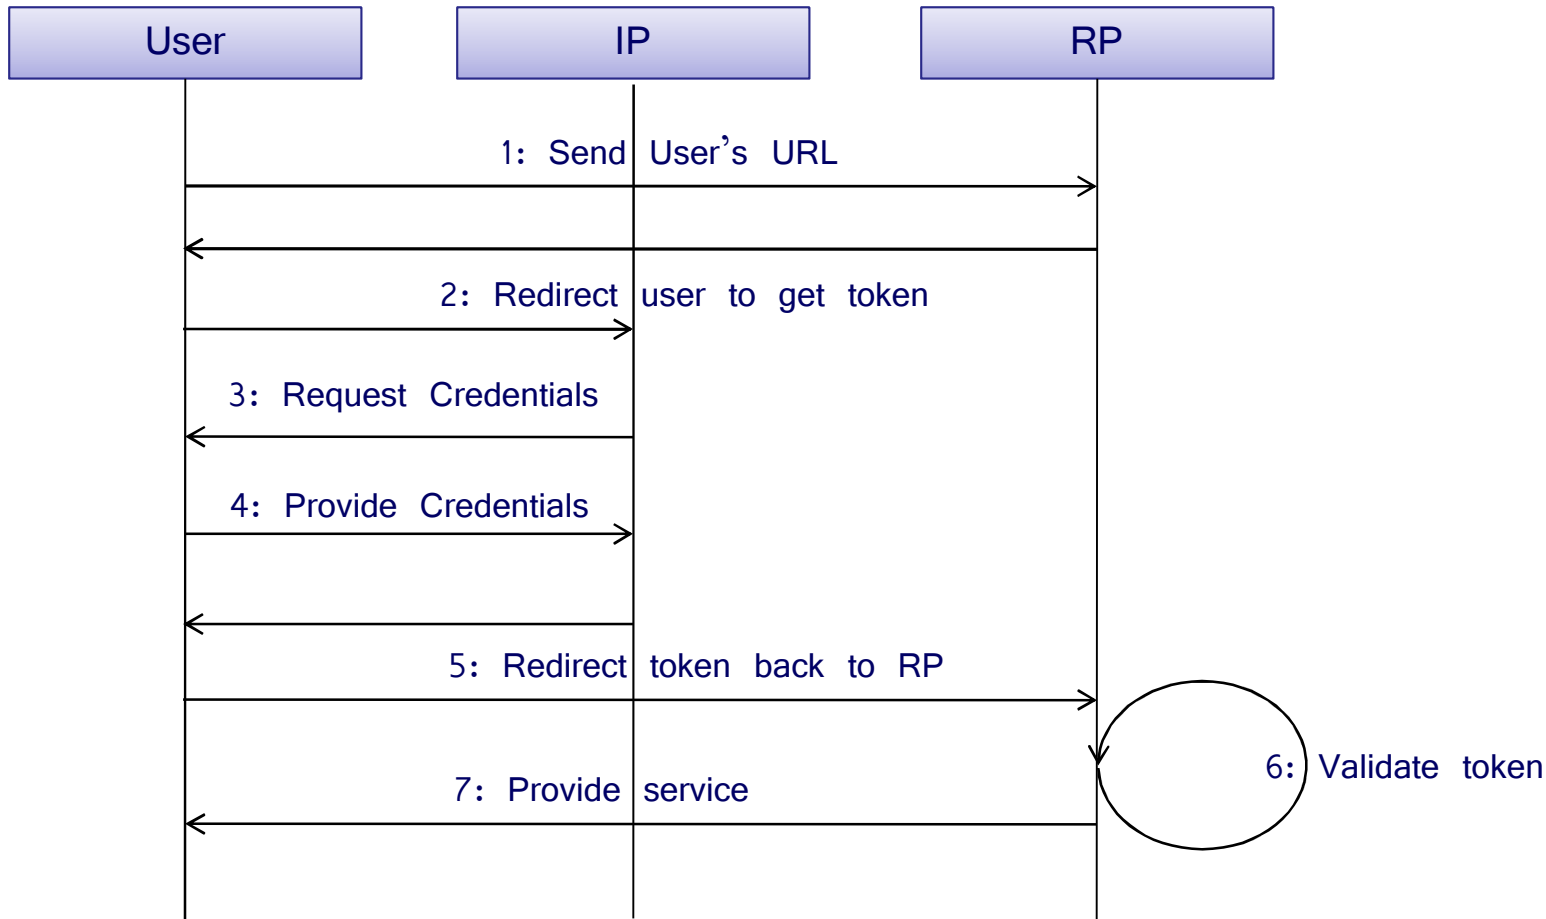 User
IP
RP
1: Send User’s URL
2: Redirect user to get token
3: Request Credentials
4: Provide Credentials
5: Redirect token back to RP
6: Validate token
7: Provide service